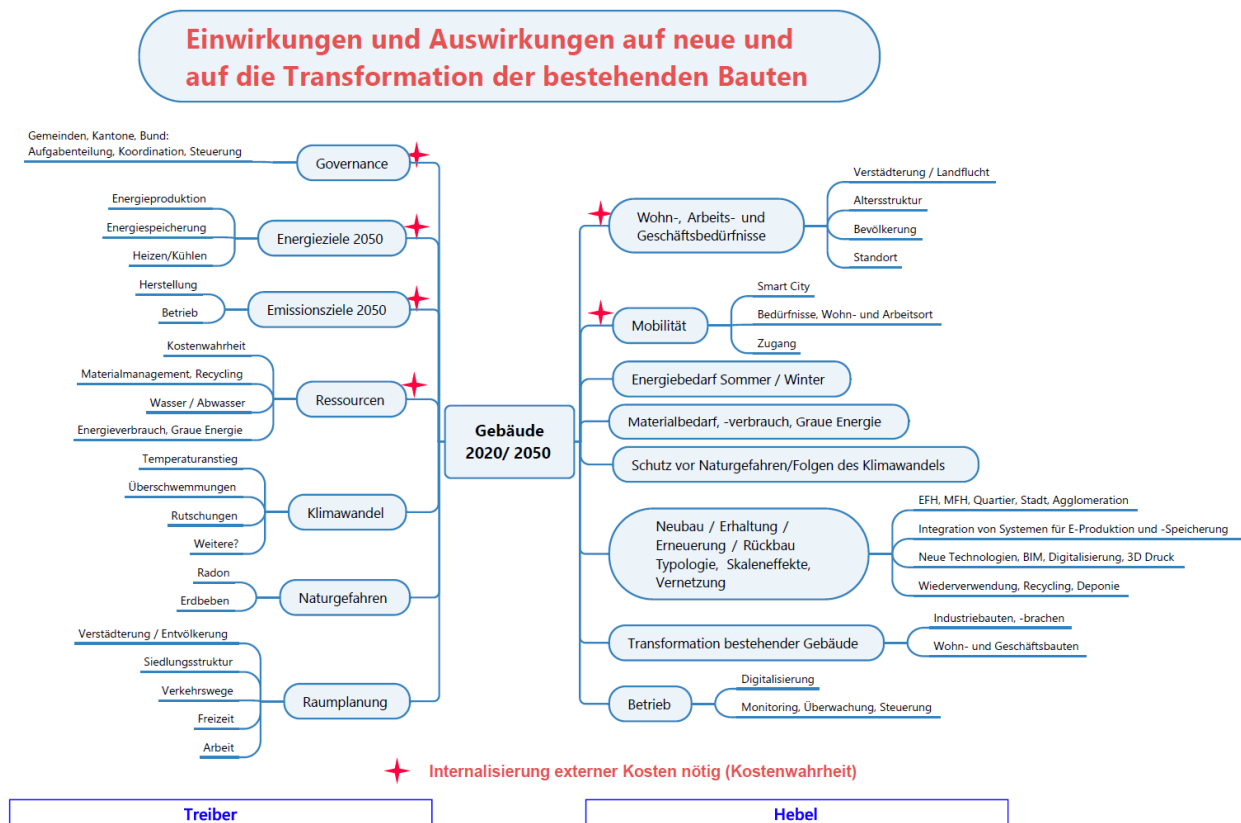 Einwirkungen und Auswirkungen auf neue und
auf die Transformation der bestehenden Bauten
Gemeinden, Kantone, Bund:
Aufgabenteilung, Koordination, Steuerung
Governance
Energieproduktion
Energiespeicherung
Heizen/Kühlen
Energieziele 2050
Herstellung
Betrieb
Emissionsziele 2050
Kostenwahrheit
Materialmanagement, Recycling
Wasser / Abwasser
Energieverbrauch, Graue Energie
Ressourcen
Temperaturanstieg
Überschwemmungen
Rutschungen
Weitere?
Klimawandel
Radon
Erdbeben
Naturgefahren
Verstädterung / Entvölkerung
Siedlungsstruktur
Verkehrswege
Freizeit
Arbeit
Raumplanung
Gebäude
2020/ 2050
Wohn-, Arbeits- und
Geschäftsbedürfnisse
Verstädterung / Landflucht
Altersstruktur
Bevölkerung
Standort
Mobilität
Smart City
Bedürfnisse, Wohn- und Arbeitsort
Zugang
Energiebedarf Sommer / Winter
Materialbedarf, -verbrauch, Graue Energie
Schutz vor Naturgefahren/Folgen des Klimawandels
Neubau / Erhaltung /
Erneuerung / Rückbau
Typologie, Skaleneffekte,
Vernetzung
EFH, MFH, Quartier, Stadt, Agglomeration
Integration von Systemen für E-Produktion und -Speicherung
Neue Technologien, BIM, Digitalisierung, 3D Druck
Wiederverwendung, Recycling, Deponie
Transformation bestehender Gebäude
Industriebauten, -brachen
Wohn- und Geschäftsbauten
Betrieb
Digitalisierung
Monitoring, Überwachung, Steuerung
Internalisierung externer Kosten nötig (Kostenwahrheit)
Treiber
Hebel